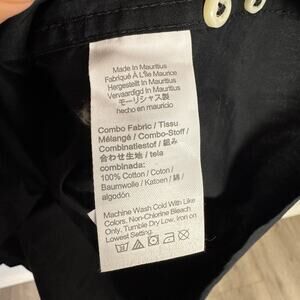 Made In Mauritius
Fabriqué À L'Île Maurice
Hergestellt In Mauritius
Vervaardigd In Mauritius
モーリシャス製
hecho en mauricio
Combo Fabric / Tissu
Mélangé / Combo-Stoff /
Combinatiestof / 組み
合わせ生地 / tela
combinada:
100% Cotton / Coton /
Baumwolle / Katoen / 綿 /
algodón.
Machine Wash Cold With Like
Colors. Non-Chlorine Bleach
Only. Tumble Dry Low. Iron on
Lowest Setting.